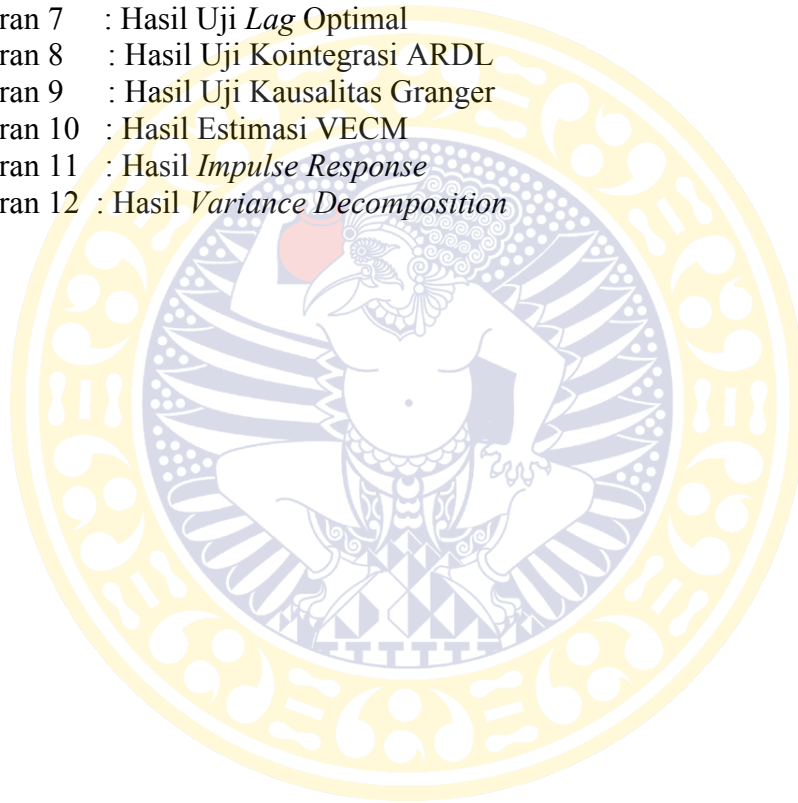 ran 7 : Hasil Uji Lag Optimal
ran 8 : Hasil Uji Kointegrasi ARDL
ran 9 : Hasil Uji Kausalitas Granger
ran 10 : Hasil Estimasi VECM
ran 11 : Hasil Impulse Response
ran 12 : Hasil Variance Decomposition